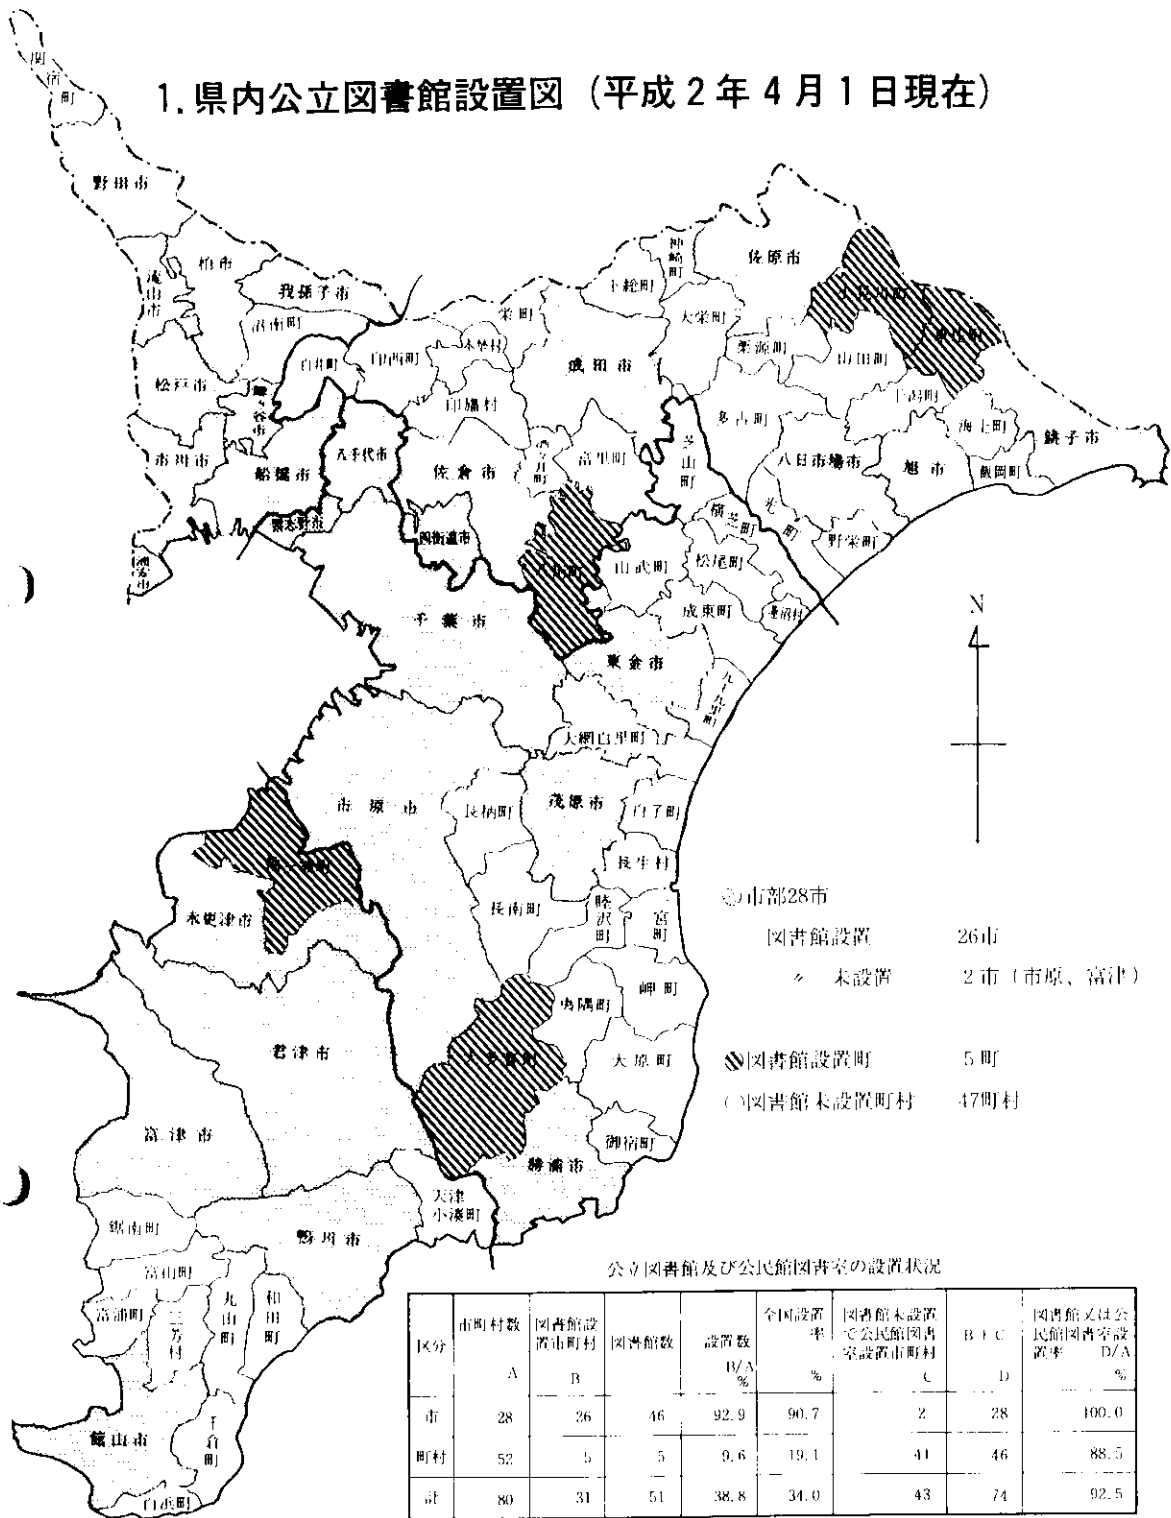 1. 県内公立図書館設置図（平成２年４月１日現在）
関宿町
野田市
流山市
柏市
我孫子市
沼南町
松戸市
鎌ヶ谷市
白井町
印西町
本埜村
栄町
印旛村
市川市
船橋市
八千代市
佐倉市
習志野市
四街道市
浦安市
千葉市
成田市
下総町
神崎町
大栄町
佐原市
栗源町
山田町
多古町
干潟町
海上町
銚子市
八日市場市
旭市
飯岡町
富里町
芝山町
光町
野栄町
横芝町
松尾町
山武町
成東町
蓮沼村
東金市
九十九里町
大網白里町
N
市原市
長柄町
茂原市
白子町
長生村
長南町
睦沢町
宮町
木更津市
夷隅町
岬町
大多喜町
大原町
君津市
富津市
御宿町
勝浦市
天津
小湊町
鴨川市
鋸南町
富山町
富浦町
三芳村
丸山町
和田町
館山市
千倉町
白浜町
市部28市
図書館設置 26市
〃 未設置 2市（市原、富津）
図書館設置町 5町
図書館未設置町村 47町村
公立図書館及び公民館図書室の設置状況
区分 市町村数 A 図書館設置市町村 B 図書館数 設置数 B/A % 全国設置率 % 図書館未設置で公民館図書室設置市町村 C B+C D 図書館又は公民館図書室設置率 D/A %
市 28 26 46 92.9 90.7 2 28 100.0
町村 52 5 5 9.6 19.1 41 46 88.5
計 80 31 51 38.8 34.0 43 74 92.5